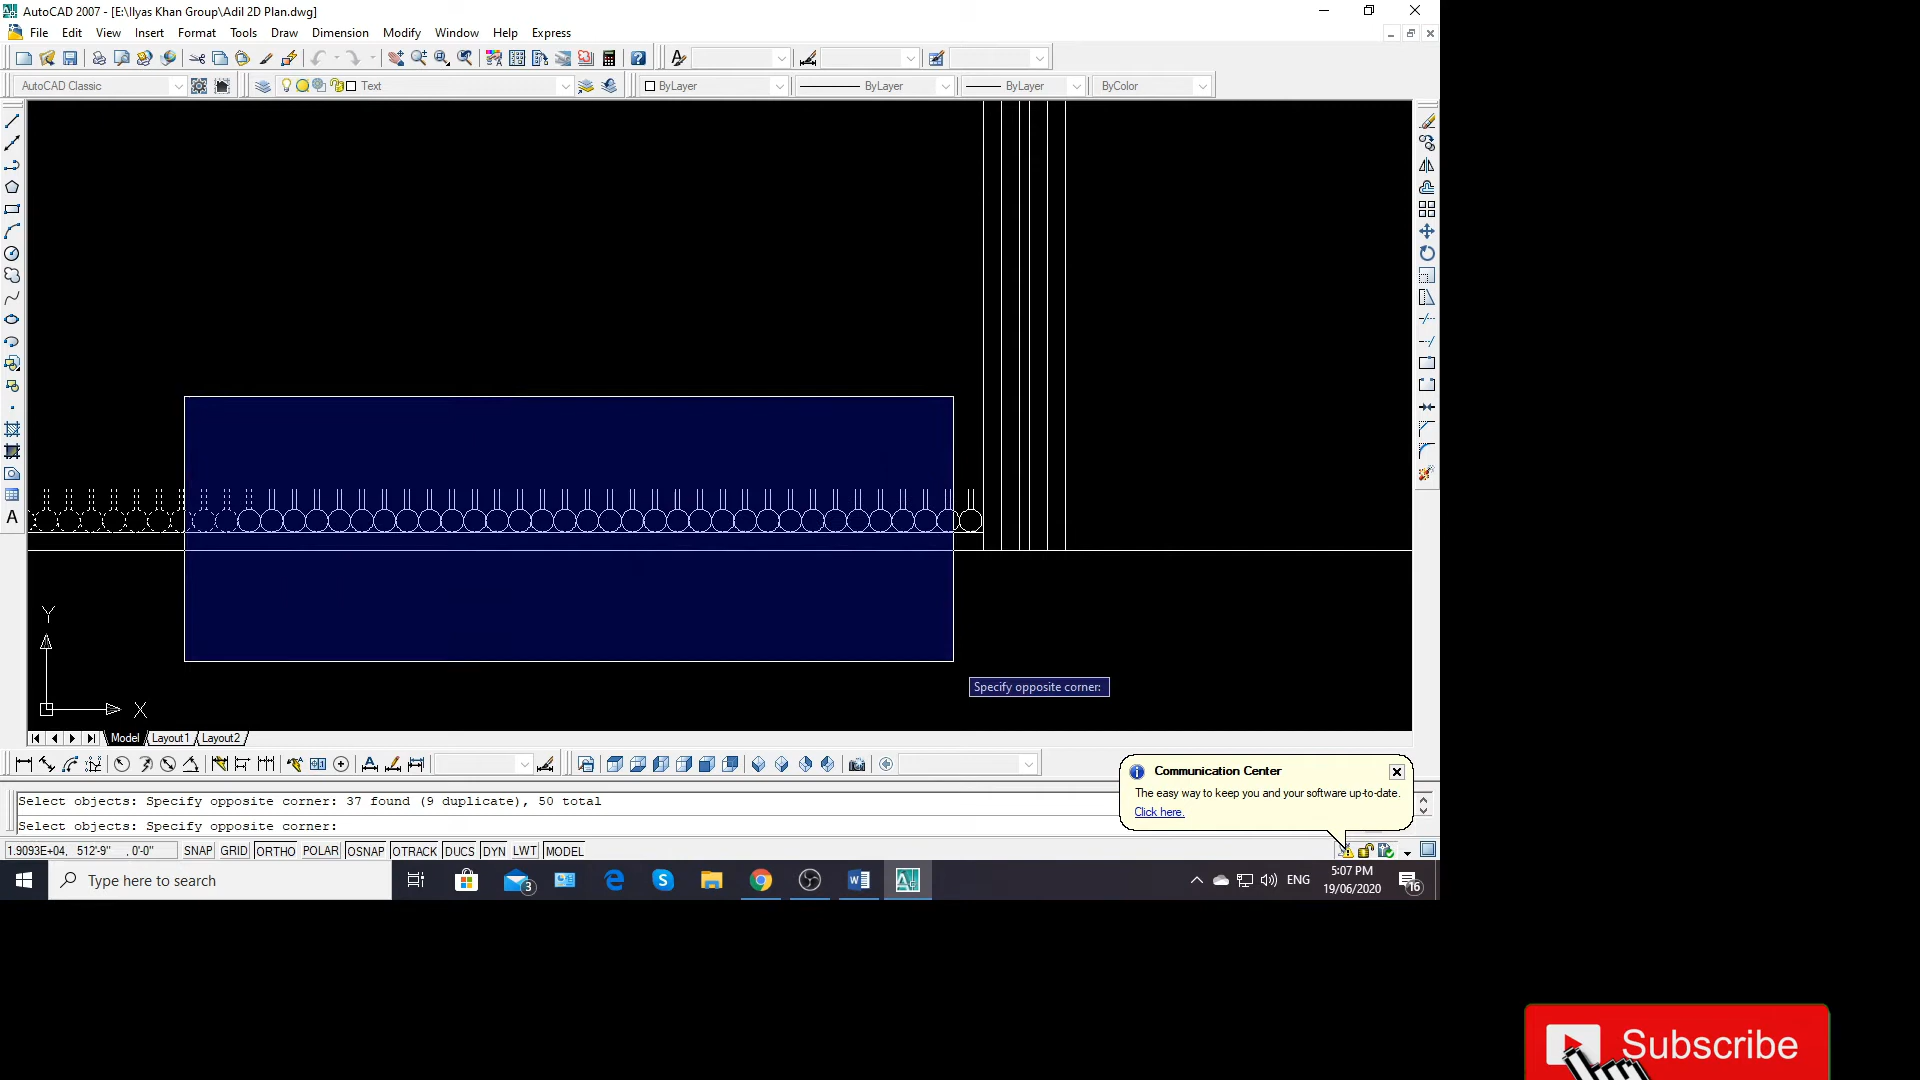 AutoCAD 2007 - [E:\Ilyas Khan Group\Adil 2D Plan.dwg]
File Edit View Insert Format Tools Draw Dimension Modify Window Help Express
AutoCAD Classic Text ByLayer ByLayer ByLayer ByColor
A
Specify opposite corner:
Y
X
Model Layout1 Layout2
Communication Center
The easy way to keep you and your software up-to-date.
Click here.
Select objects: Specify opposite corner: 37 found (9 duplicate), 50 total
Select objects: Specify opposite corner:
1.9093E+04, 512'-9" , 0'-0" SNAP GRID ORTHO POLAR OSNAP OTRACK DUCS DYN LWT MODEL
Type here to search 3 ENG 5:07 PM 19/06/2020 16
Subscribe